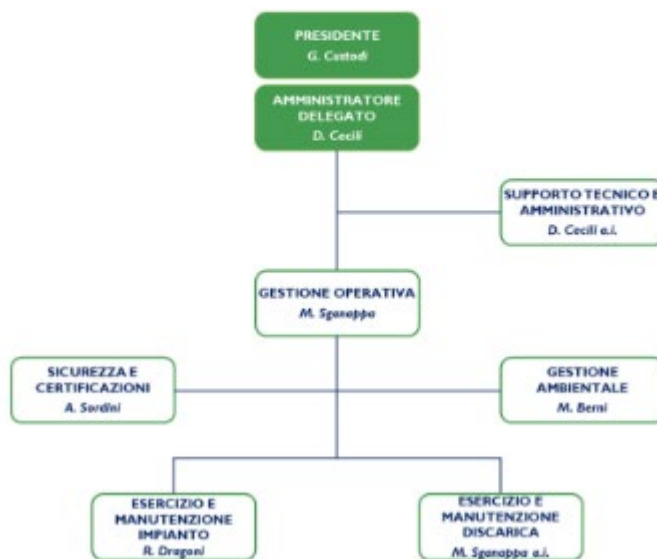 PRESIDENTE
G. Custodi
AMMINISTRATORE
DELEGATO
D. Cecili
SUPPORTO TECNICO E
AMMINISTRATIVO
D. Cecili a.i.
GESTIONE OPERATIVA
M. Sganappa
SICUREZZA E
CERTIFICAZIONI
A. Sordini
GESTIONE
AMBIENTALE
M. Berni
ESERCIZIO E
MANUTENZIONE
IMPIANTO
R. Dragoni
ESERCIZIO E
MANUTENZIONE
DISCARICA
M. Sganappa a.i.